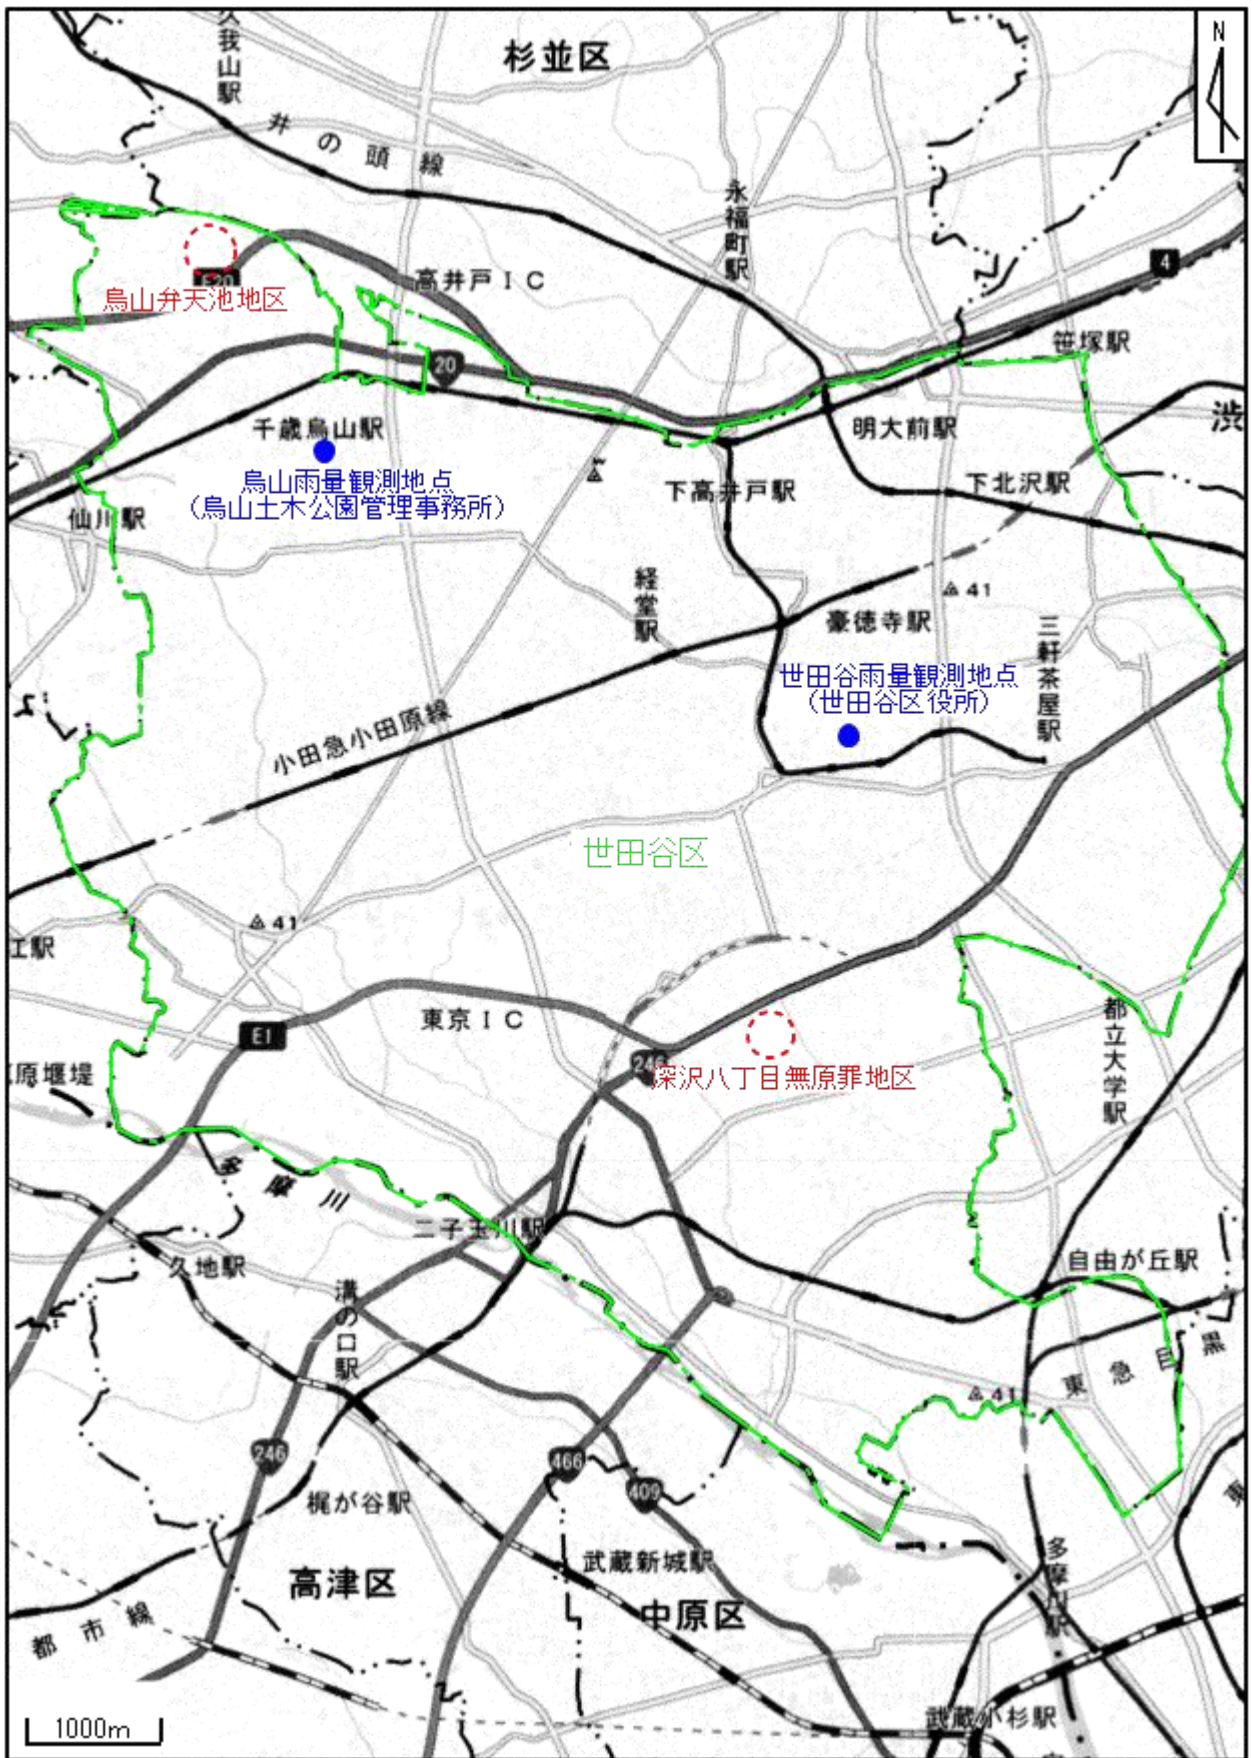 久我山駅
杉並区
N
井の頭線
永福町駅
4
E20
高井戸IC
烏山弁天池地区
笹塚駅
20
渋
千歳烏山駅
明大前駅
烏山雨量観測地点
（烏山土木公園管理事務所）
下高井戸駅
下北沢駅
仙川駅
経堂駅
41
豪徳寺駅
三軒茶屋駅
世田谷雨量観測地点
（世田谷区役所）
小田急小田原線
世田谷区
41
江駅
東京IC
E1
都立大学駅
原堰堤
246
深沢八丁目無原罪地区
多摩川
二子玉川駅
久地駅
自由が丘駅
溝の口駅
東急目黒
41
246
466
409
梶が谷駅
東
武蔵新城駅
多摩川駅
高津区
中原区
都市線
武蔵小杉駅
1000m